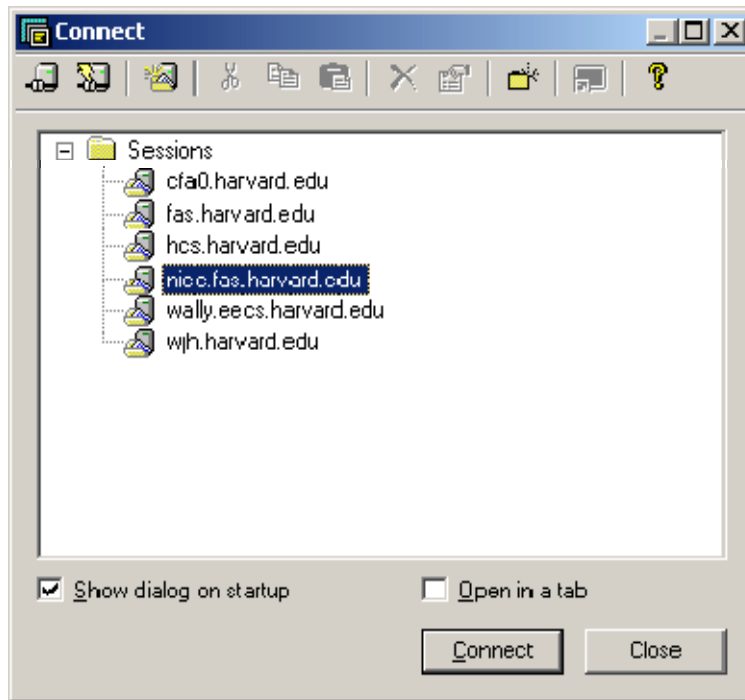 Connect
Sessions
cfa0.harvard.edu
fas.harvard.edu
hcs.harvard.edu
nice.fas.harvard.edu
wally.eecs.harvard.edu
wjh.harvard.edu
Show dialog on startup
Open in a tab
Connect
Close